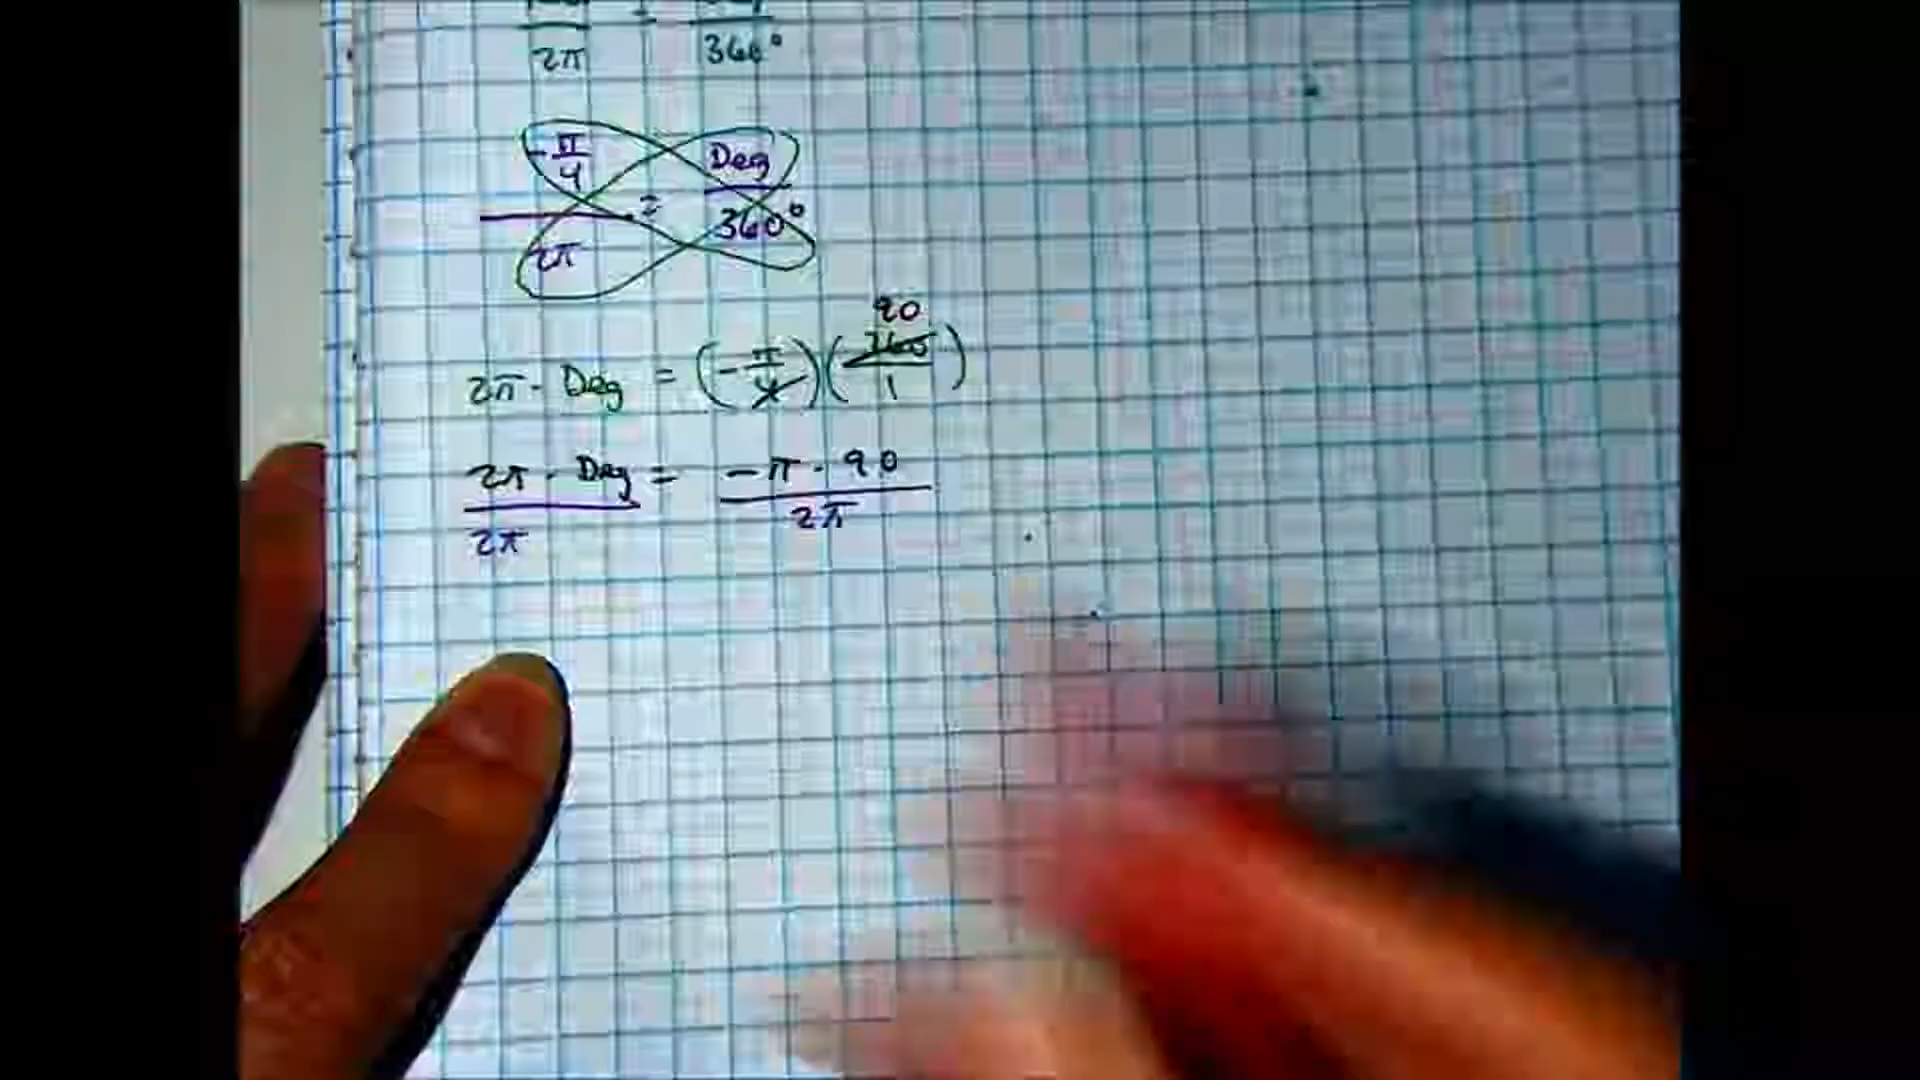 2π = 360°
-π/4 / 2π = Deg / 360°
90
2π · Deg = (-π/4)(360/1)
2π · Deg / 2π = -π · 90 / 2π